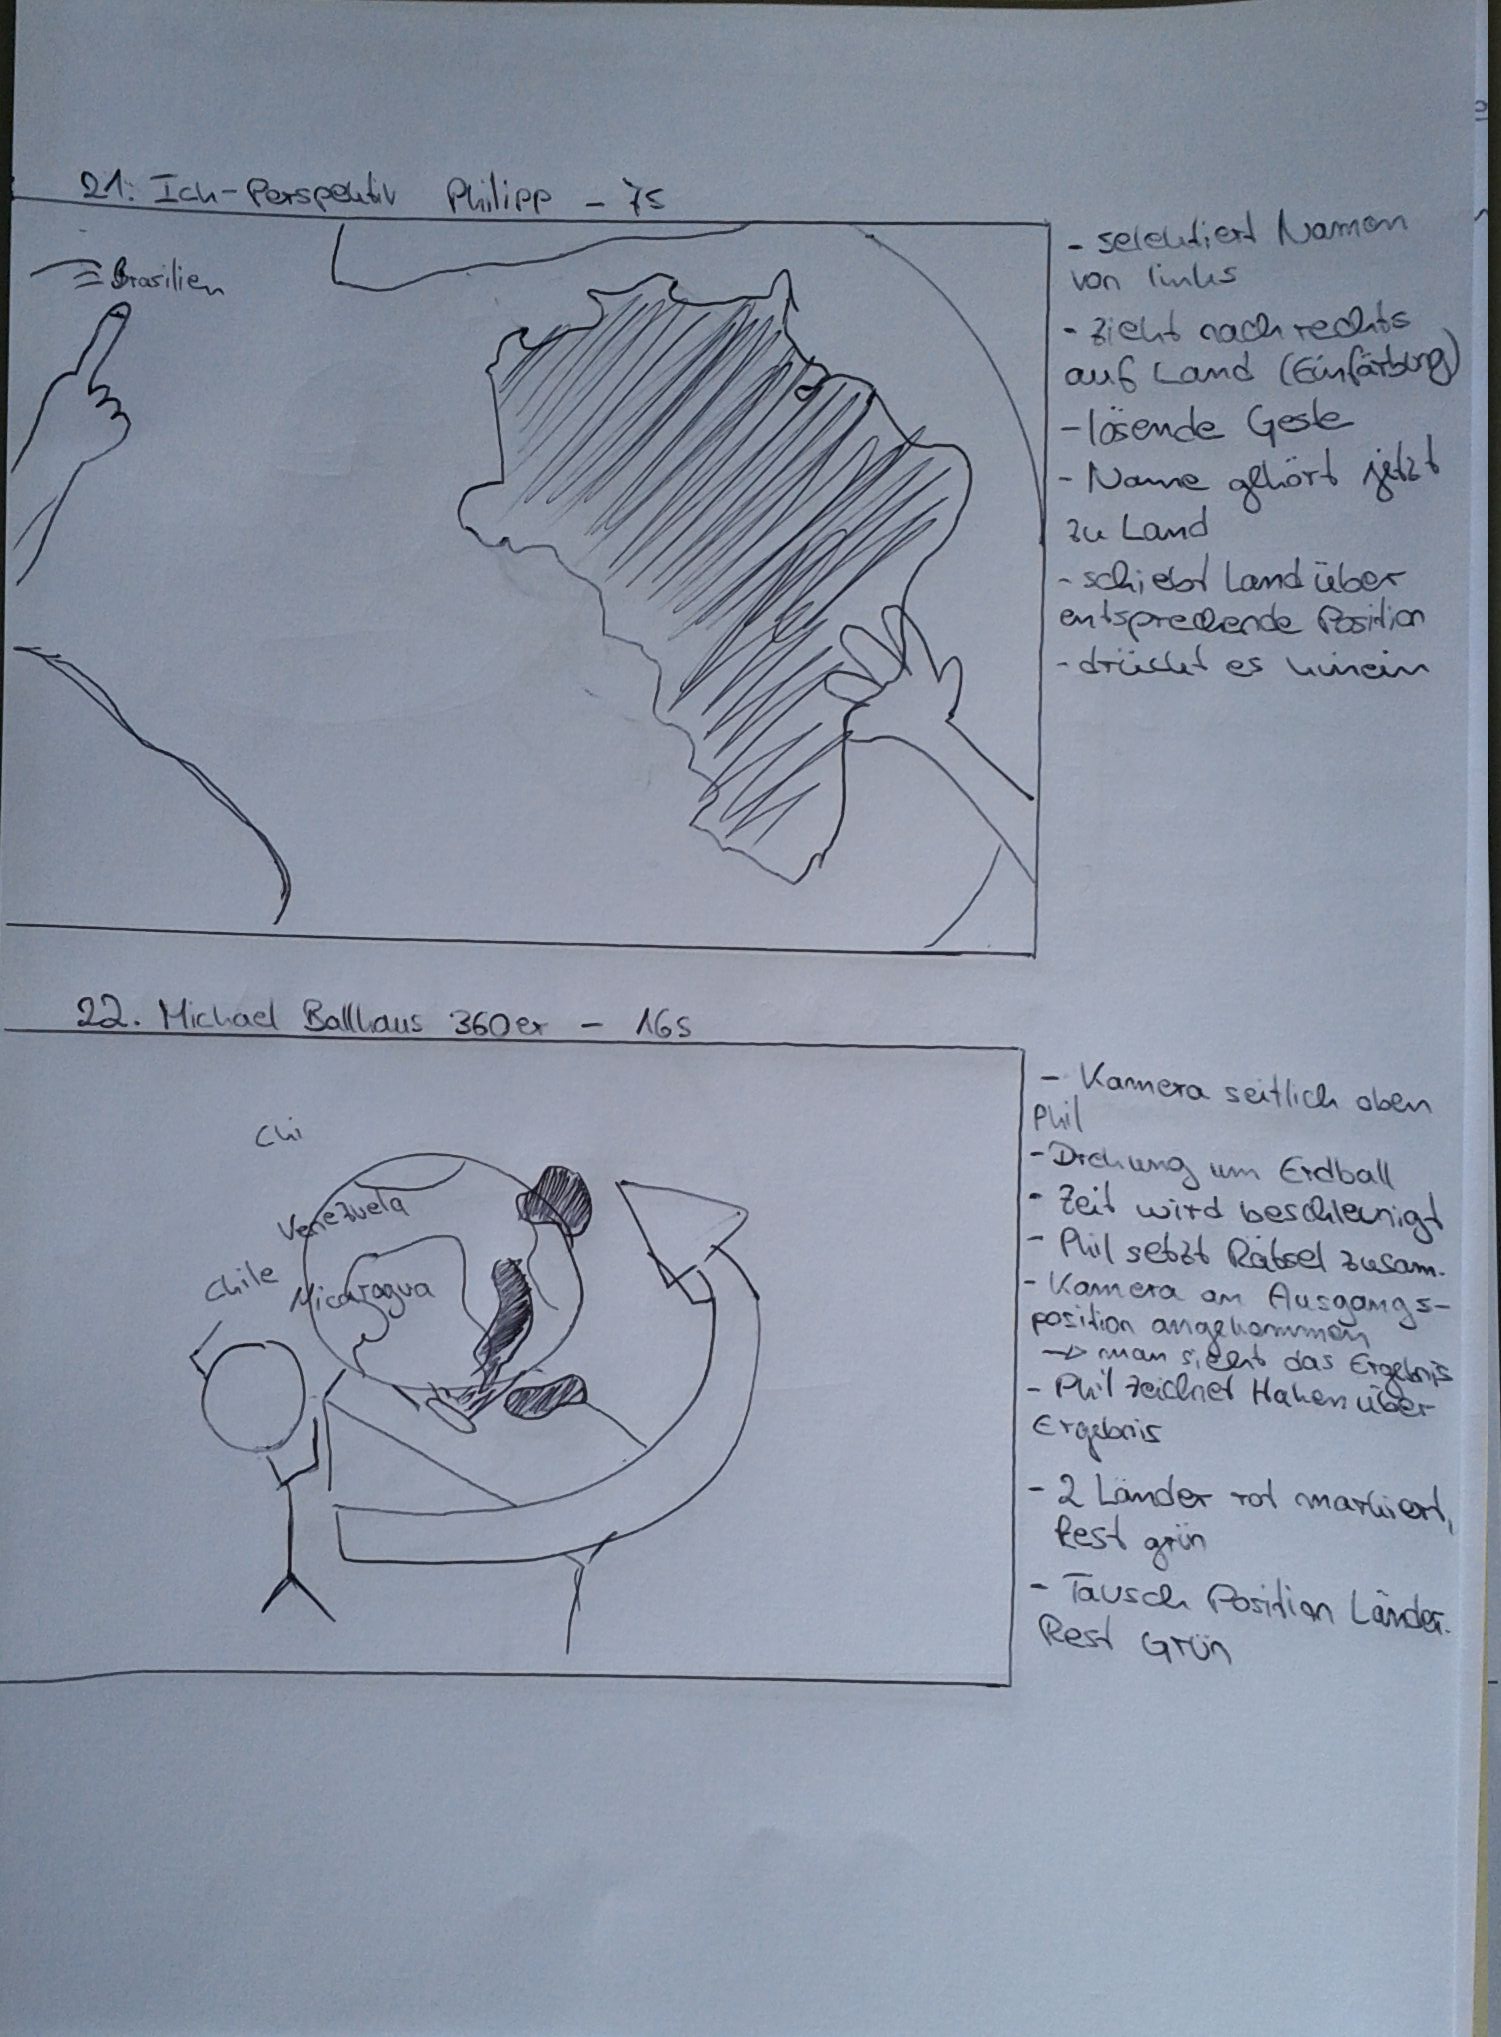 21. Ich-Perspektiv Philipp - 7s
Brasilien
- selektiert Namen
von links
- zieht nach rechts
auf Land (Einfärbung)
- lösende Geste
- Name gehört jetzt
zu Land
- schiebt Land über
entsprechende Position
- drückt es hinein
22. Michael Ballhaus 360er - 16s
Chi
Venezuela
Chile
Nicaragua
- Kamera seitlich oben
Phil
- Drehung um Erdball
- Zeit wird beschleunigt
- Phil setzt Rätsel zusam.
- Kamera an Ausgangs-
position angekommen
-> man sieht das Ergebnis
- Phil zeichnet Haken über
Ergebnis
- 2 Länder rot markiert,
Rest grün
- Tausch Position Länder.
Rest Grün